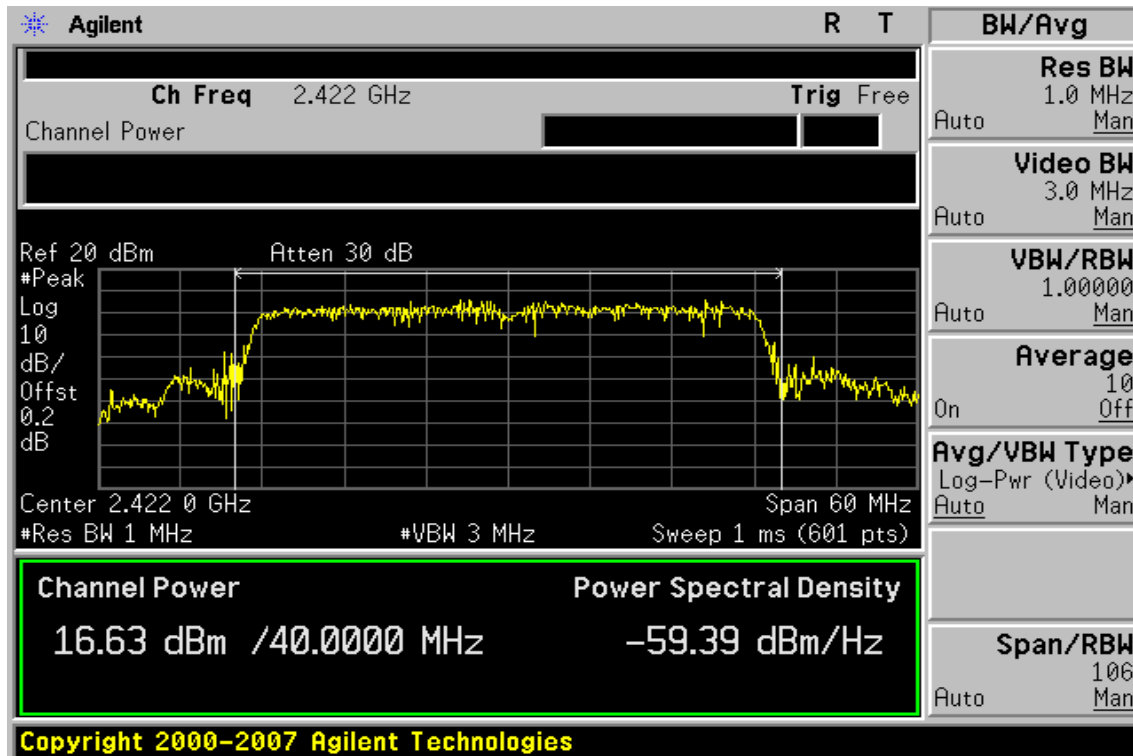 Agilent R T
BW/Avg
Ch Freq 2.422 GHz Trig Free
Channel Power
Ref 20 dBm Atten 30 dB
#Peak
Log
10
dB/
Offst
0.2
dB
Center 2.422 0 GHz Span 60 MHz
#Res BW 1 MHz #VBW 3 MHz Sweep 1 ms (601 pts)
Channel Power Power Spectral Density
16.63 dBm /40.0000 MHz -59.39 dBm/Hz
Res BW
1.0 MHz
Auto Man
Video BW
3.0 MHz
Auto Man
VBW/RBW
1.00000
Auto Man
Average
10
On Off
Avg/VBW Type
Log-Pwr (Video)
Auto Man
Span/RBW
106
Auto Man
Copyright 2000-2007 Agilent Technologies